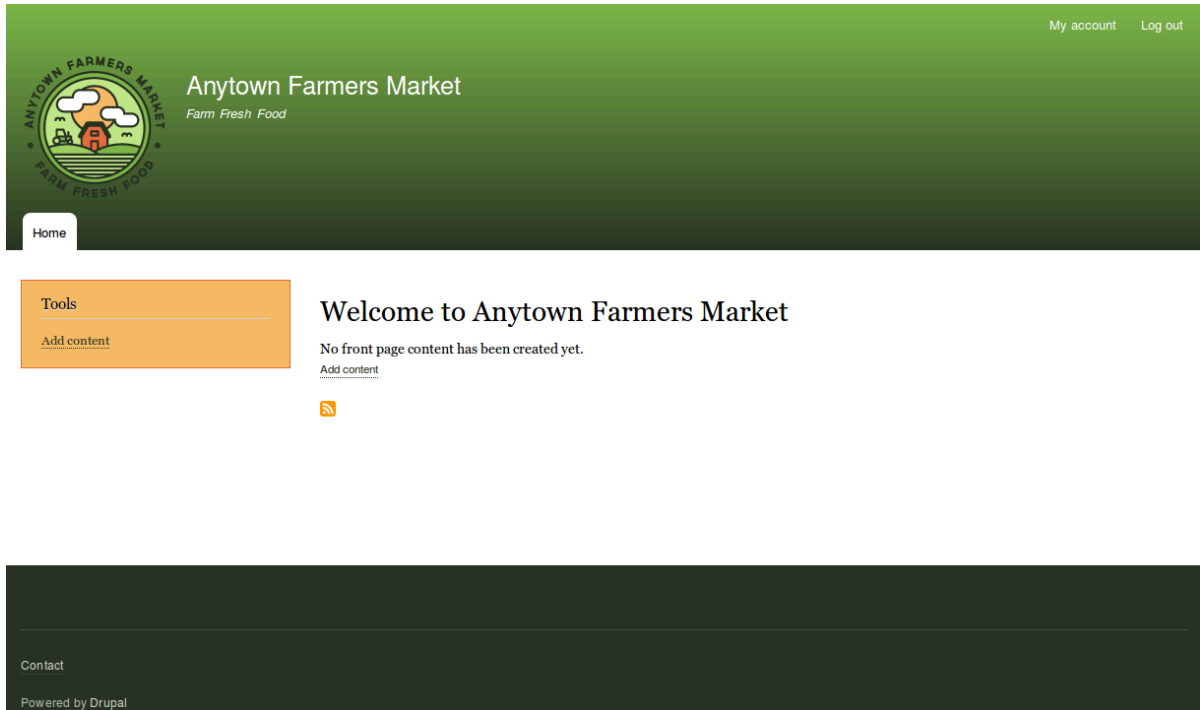 My account Log out
ANYTOWN FARMERS MARKET
FARM FRESH FOOD
Anytown Farmers Market
Farm Fresh Food
Home
Tools
Add content
Welcome to Anytown Farmers Market
No front page content has been created yet.
Add content
Contact
Powered by Drupal